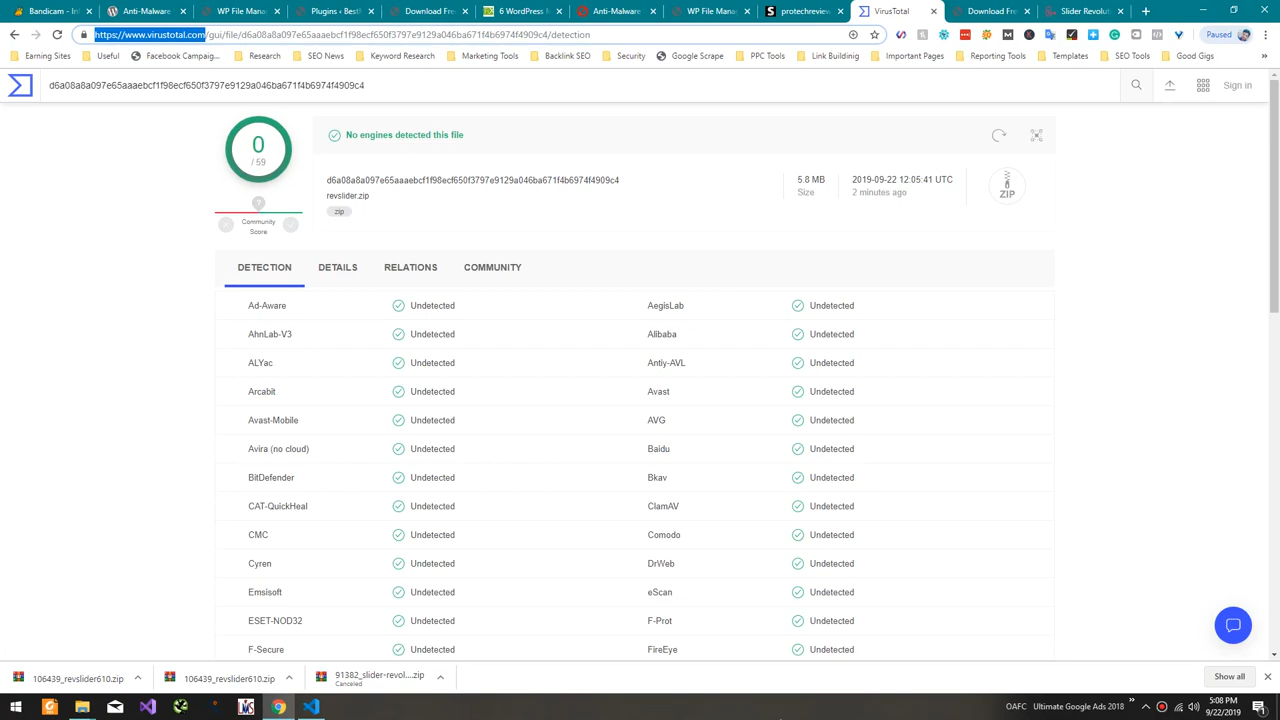 Bandicam - Int
Anti-Malware
WP File Mana
Plugins ‹ Besth
Download Free
6 WordPress M
Anti-Malware
WP File Mana
protechreview
VirusTotal
Download Free
Slider Revoluti
https://www.virustotal.com/gui/file/d6a08a8a097e65aaaebcf1f98ecf650f3797e9129a046ba671f4b6974f4909c4/detection
Paused
Earning Sites
Useful
Facebook Campaig...
Research
SEO News
Keyword Research
Marketing Tools
Backlink SEO
Security
Google Scrape
PPC Tools
Link Buiilding
Important Pages
Reporting Tools
Templates
SEO Tools
Good Gigs
»
d6a08a8a097e65aaaebcf1f98ecf650f3797e9129a046ba671f4b6974f4909c4
Sign in
0
/ 59
?
Community
Score
No engines detected this file
d6a08a8a097e65aaaebcf1f98ecf650f3797e9129a046ba671f4b6974f4909c4
revslider.zip
zip
5.8 MB
Size
2019-09-22 12:05:41 UTC
2 minutes ago
ZIP
DETECTION
DETAILS
RELATIONS
COMMUNITY
Ad-Aware Undetected AegisLab Undetected
AhnLab-V3 Undetected Alibaba Undetected
ALYac Undetected Antiy-AVL Undetected
Arcabit Undetected Avast Undetected
Avast-Mobile Undetected AVG Undetected
Avira (no cloud) Undetected Baidu Undetected
BitDefender Undetected Bkav Undetected
CAT-QuickHeal Undetected ClamAV Undetected
CMC Undetected Comodo Undetected
Cyren Undetected DrWeb Undetected
Emsisoft Undetected eScan Undetected
ESET-NOD32 Undetected F-Prot Undetected
F-Secure Undetected FireEye Undetected
106439_revslider610.zip
106439_revslider610.zip
91382_slider-revol....zip
Canceled
Show all
OAFC
Ultimate Google Ads 2018
»
5:08 PM
9/22/2019
1